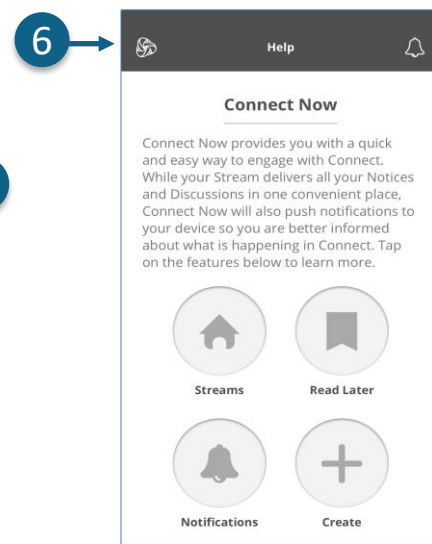 6
Help
Connect Now
Connect Now provides you with a quick
and easy way to engage with Connect.
While your Stream delivers all your Notices
and Discussions in one convenient place,
Connect Now will also push notifications to
your device so you are better informed
about what is happening in Connect. Tap
on the features below to learn more.
Streams
Read Later
Notifications
Create